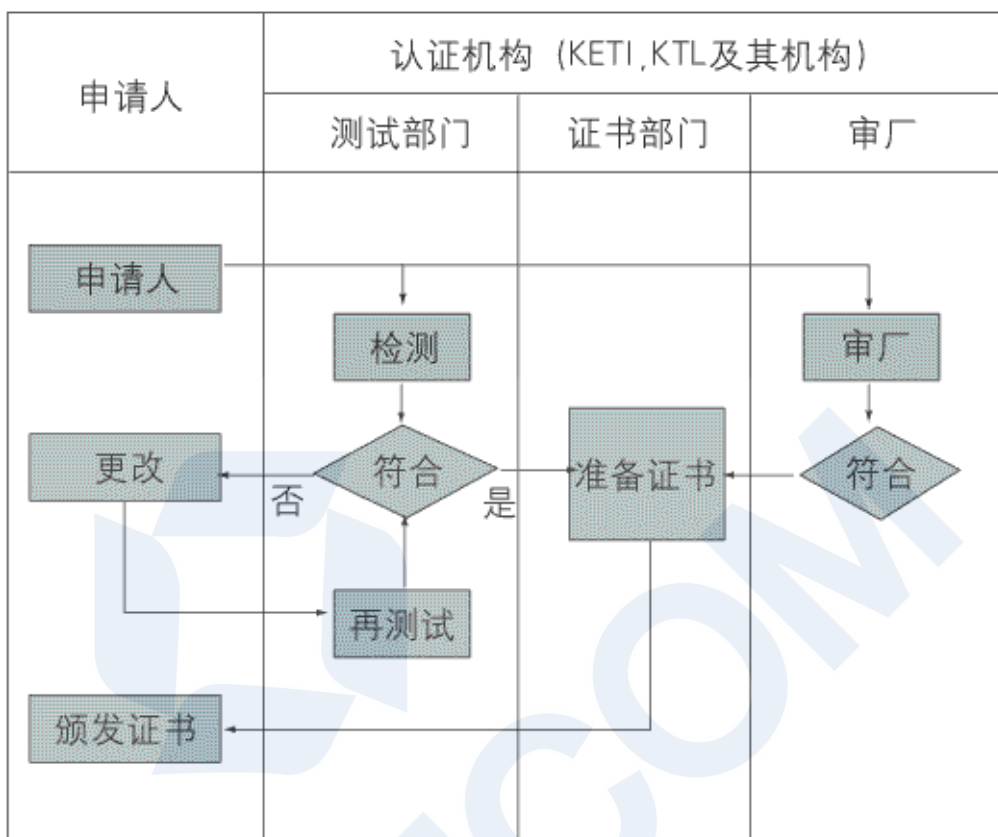 认证机构 (KETI,KTL及其机构)
申请人
测试部门 证书部门 审厂
申请人
检测 审厂
更改 符合 准备证书 符合
否 是
再测试
颁发证书
COM